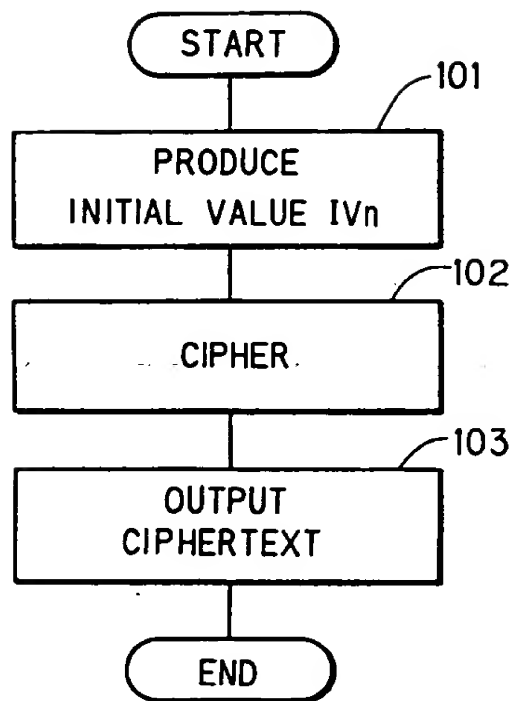 START
101
PRODUCE
INITIAL VALUE IVn
102
CIPHER
103
OUTPUT
CIPHERTEXT
END